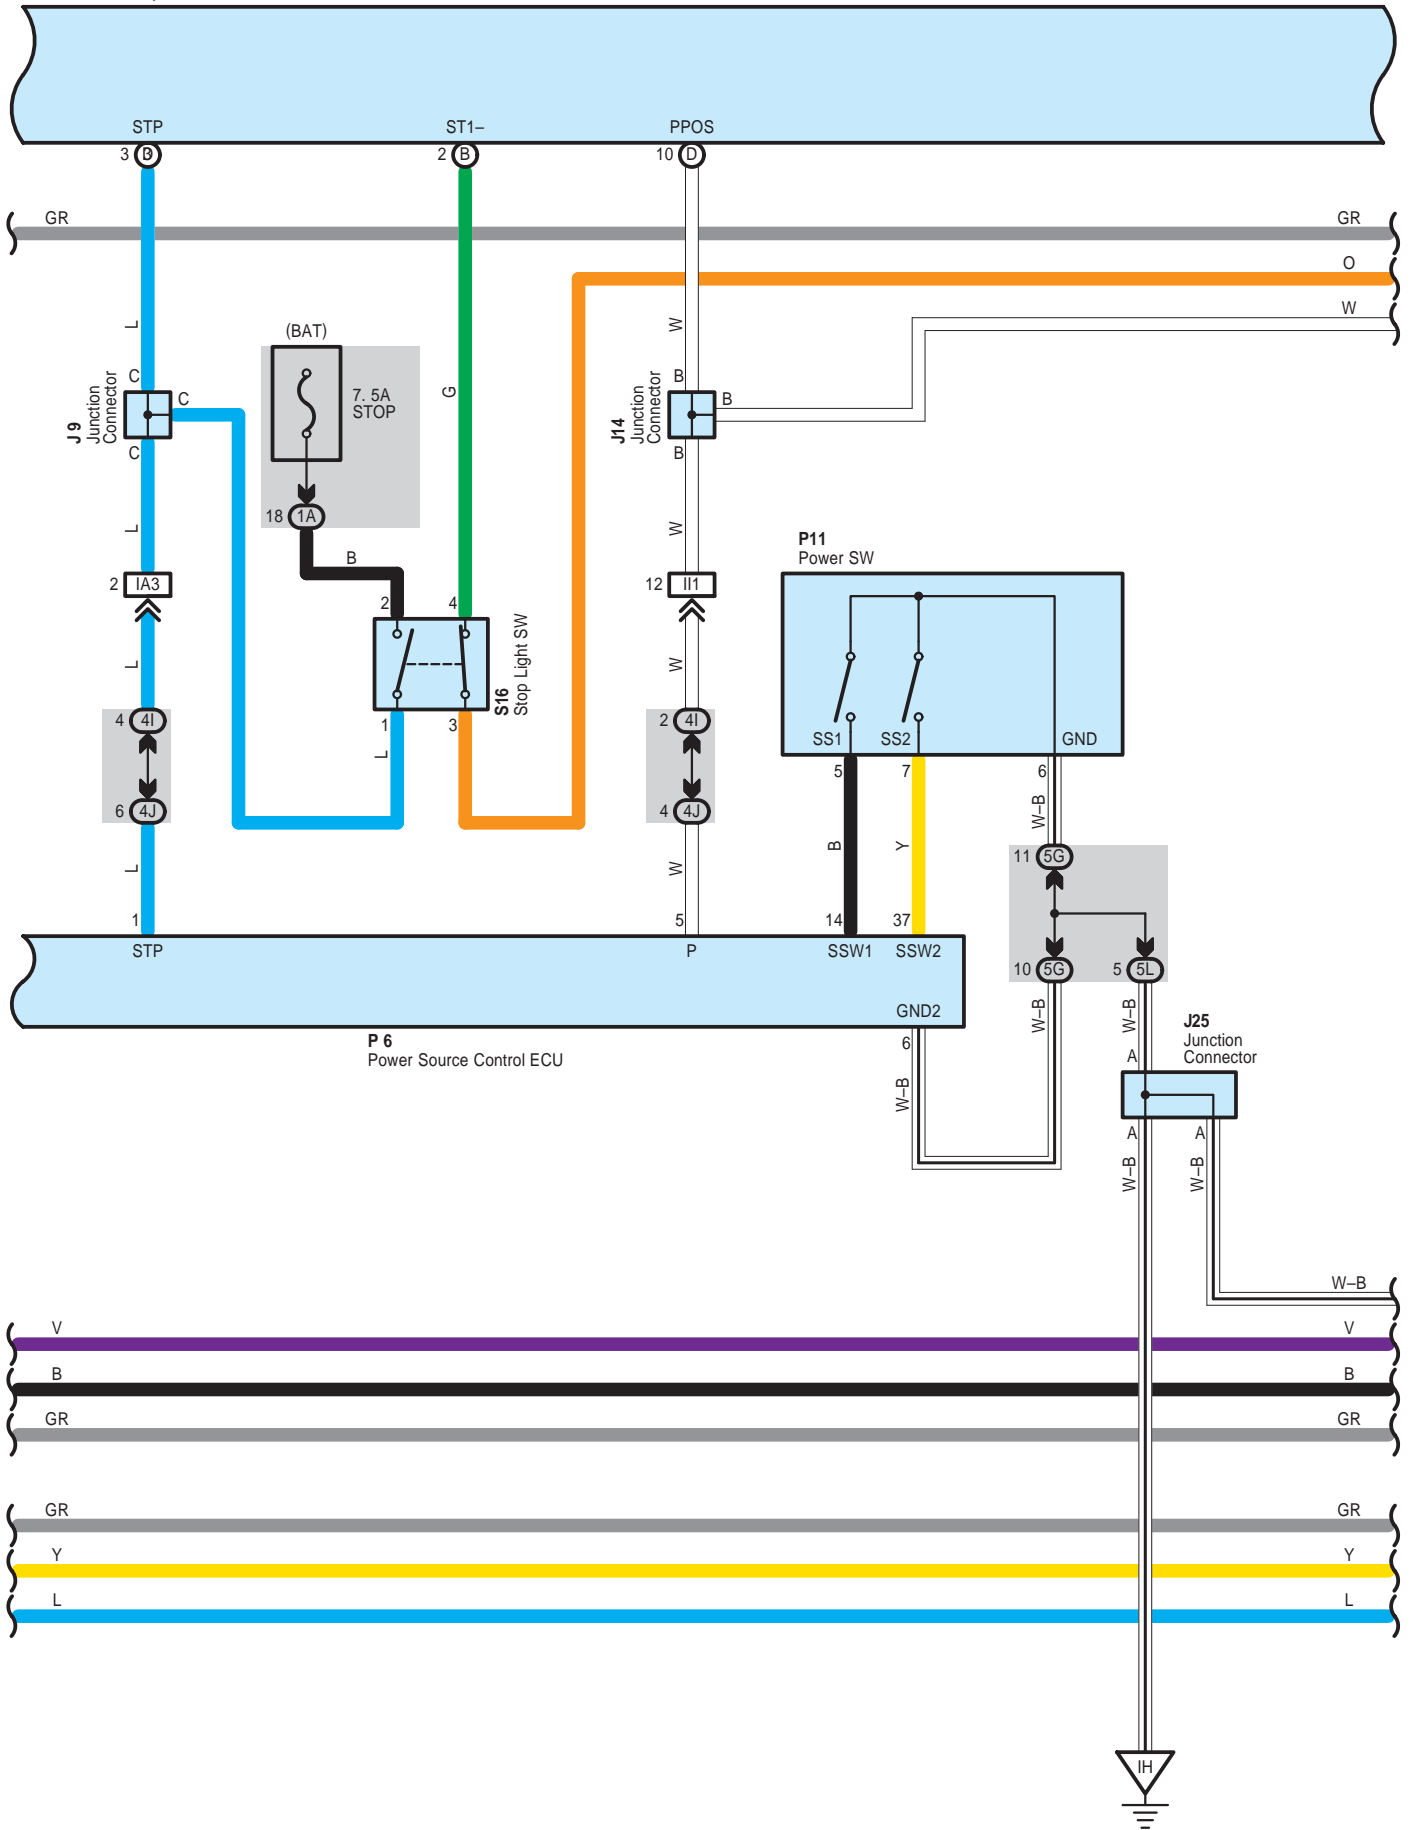 STP ST1– PPOS
3 2 B 10 D
GR GR
O
W
(BAT)
7. 5A
STOP
L G W
C C
J 9
Junction
Connector
C
B B
J14
Junction
Connector
B
18 1A
B
L W
P11
Power SW
2 IA3
12 II1
2 4
S16
Stop Light SW
1 3
L
L W
4 4I
6 4J
2 4I
4 4J
SS1 SS2 GND
5 7 6
B Y W–B
11 5G
10 5G 5 5L
L W
1 5 14 37
STP P SSW1 SSW2
GND2
6
P 6
Power Source Control ECU
W–B W–B W–B
J25
Junction
Connector
A
A A
W–B W–B
W–B
V V
B B
GR GR
GR GR
Y Y
L L
IH